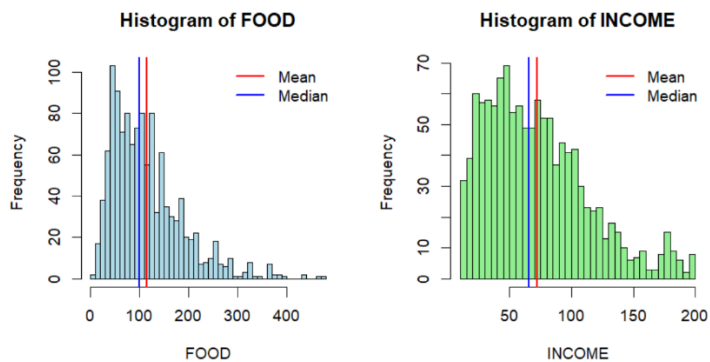 Histogram of FOOD
Mean
Median
Frequency
0 20 40 60 80 100
0 100 200 300 400
FOOD
Histogram of INCOME
Mean
Median
Frequency
0 10 30 50 70
50 100 150 200
INCOME